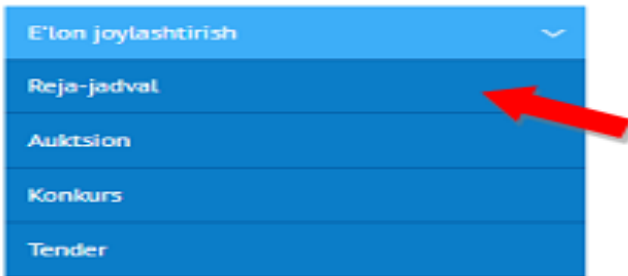 E'lon joylashtirish
Reja-jadval
Auktsion
Konkurs
Tender